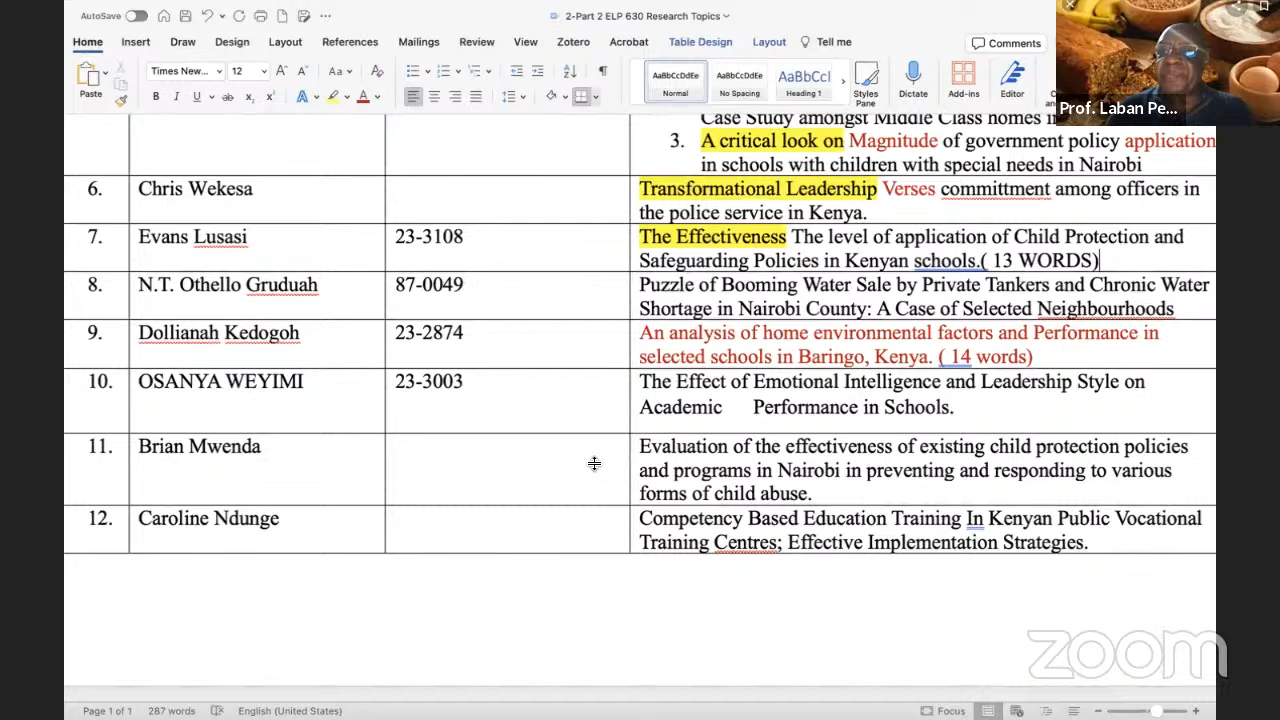 AutoSave
2-Part 2 ELP 630 Research Topics
Home Insert Draw Design Layout References Mailings Review View Zotero Acrobat Table Design Layout Tell me
Comments
Paste
Times New... 12
AaBbCcDdEe
Normal
AaBbCcDdEe
No Spacing
AaBbCcI
Heading 1
Styles
Pane
Dictate
Add-ins
Editor
Prof. Laban Pe...
Case Study amongst Middle Class homes in
3. A critical look on Magnitude of government policy application
in schools with children with special needs in Nairobi
6. Chris Wekesa
Transformational Leadership Verses committment among officers in
the police service in Kenya.
7. Evans Lusasi 23-3108
The Effectiveness The level of application of Child Protection and
Safeguarding Policies in Kenyan schools.( 13 WORDS)
8. N.T. Othello Gruduah 87-0049
Puzzle of Booming Water Sale by Private Tankers and Chronic Water
Shortage in Nairobi County: A Case of Selected Neighbourhoods
9. Dollianah Kedogoh 23-2874
An analysis of home environmental factors and Performance in
selected schools in Baringo, Kenya. ( 14 words)
10. OSANYA WEYIMI 23-3003
The Effect of Emotional Intelligence and Leadership Style on
Academic Performance in Schools.
11. Brian Mwenda
Evaluation of the effectiveness of existing child protection policies
and programs in Nairobi in preventing and responding to various
forms of child abuse.
12. Caroline Ndunge
Competency Based Education Training In Kenyan Public Vocational
Training Centres; Effective Implementation Strategies.
zoom
Page 1 of 1 287 words English (United States) Focus